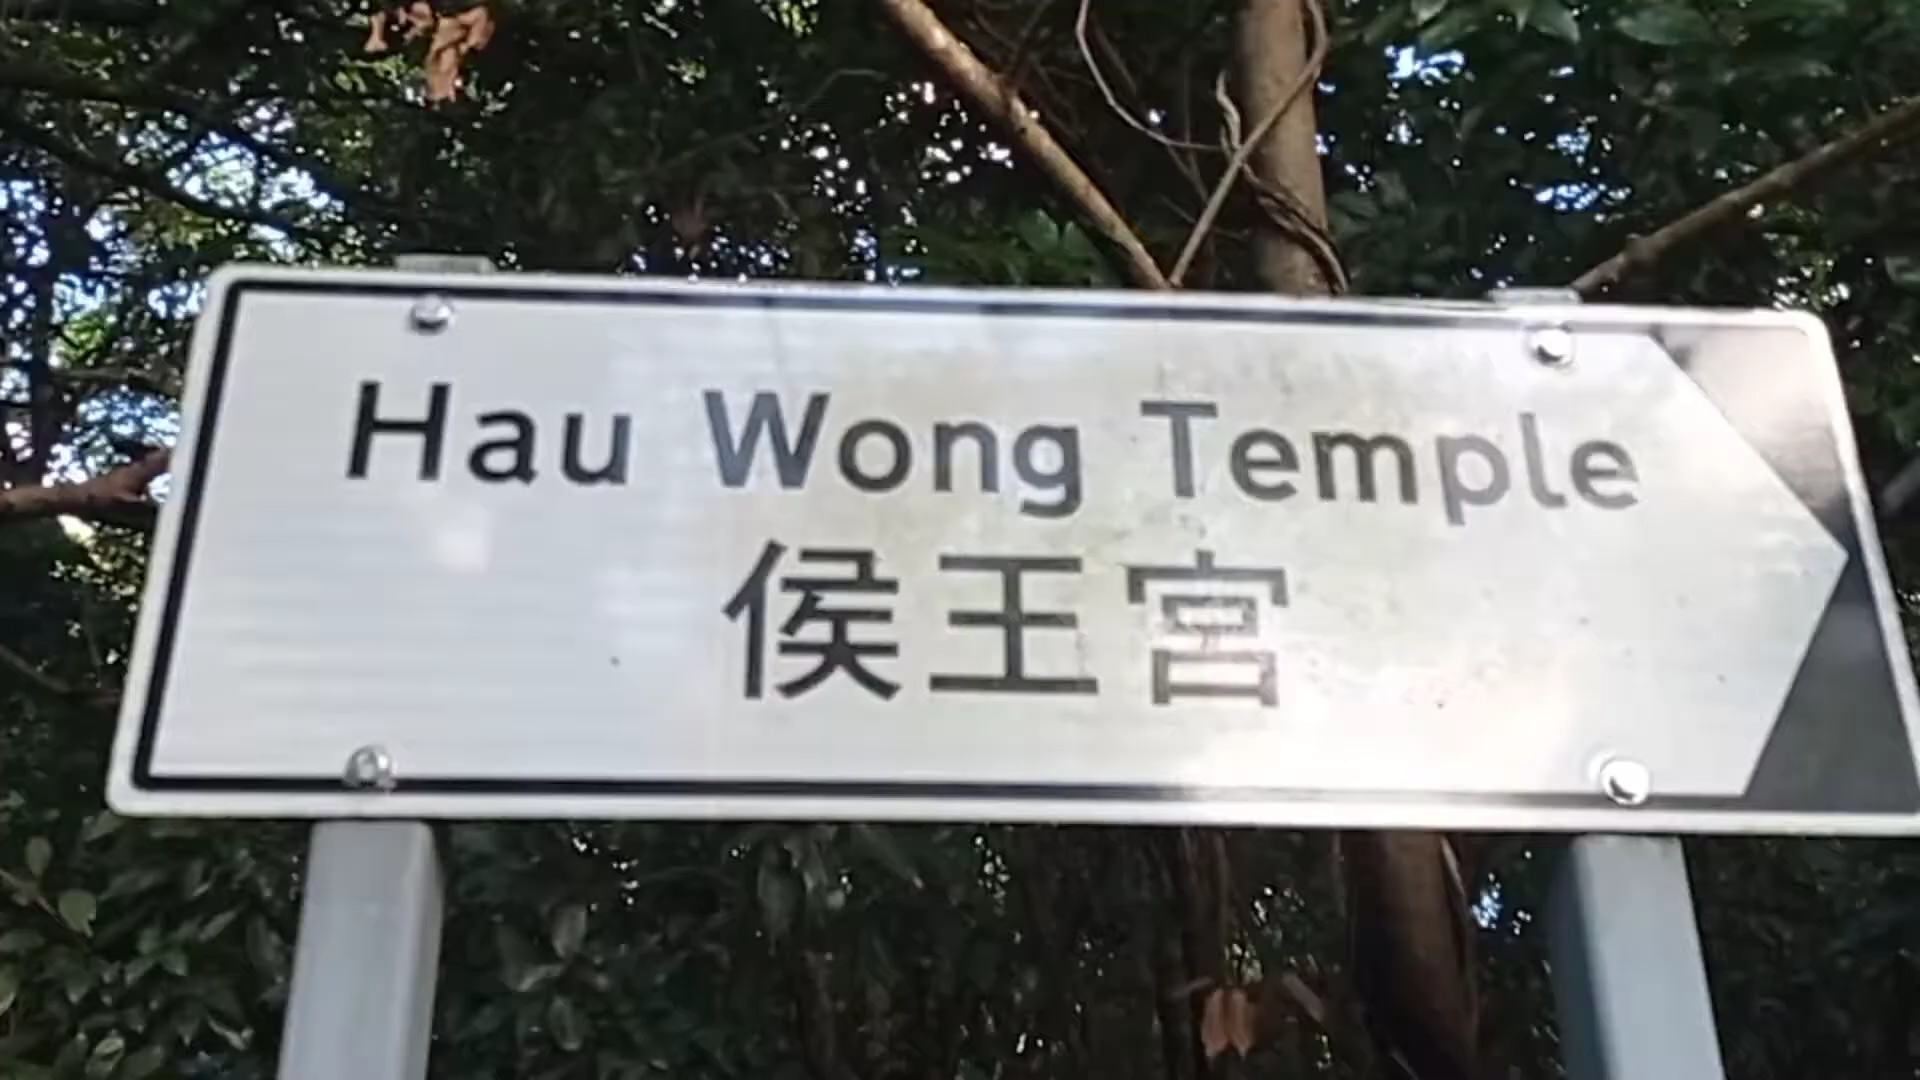 Hau Wong Temple
侯王宮